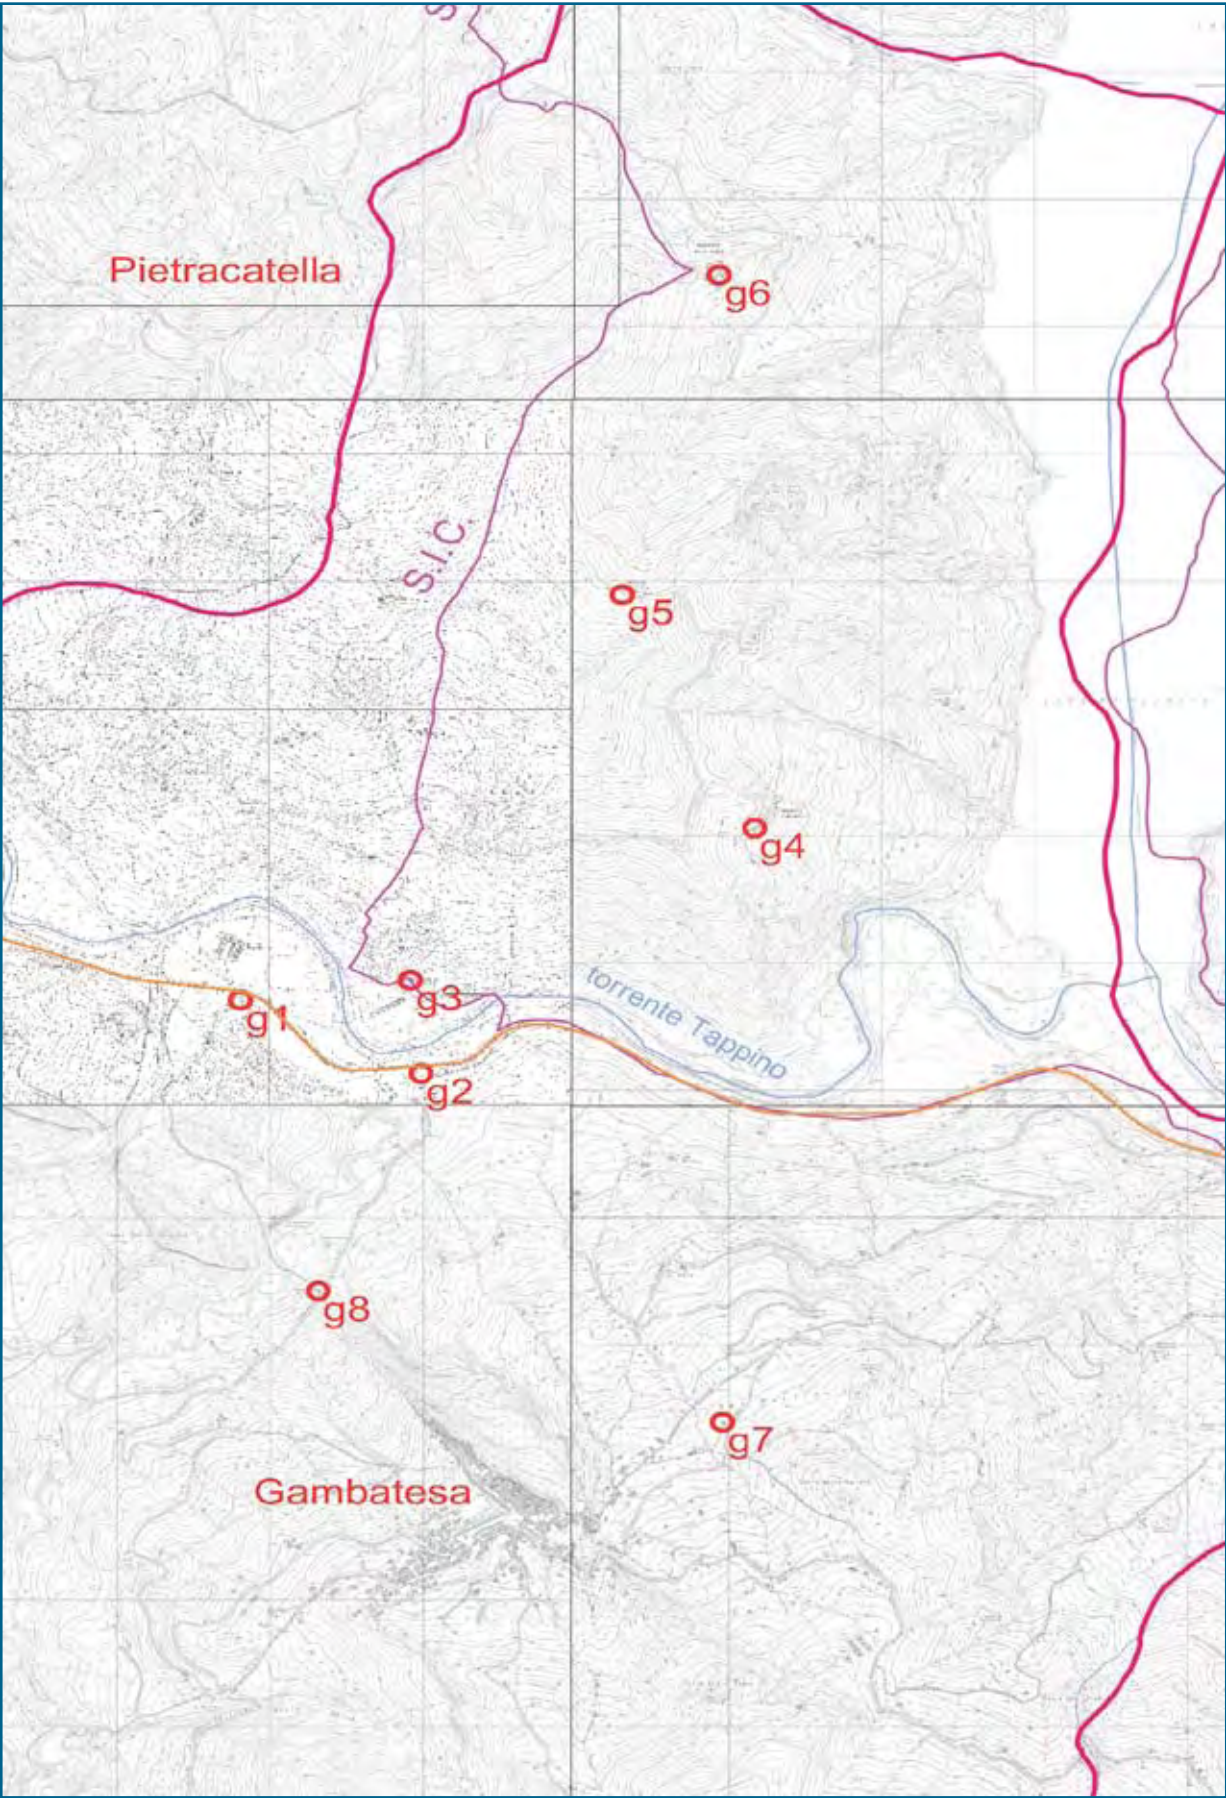 S
Pietracatella
g6
S.I.C.
g5
g4
g3
g1
torrente Tappino
g2
g8
g7
Gambatesa